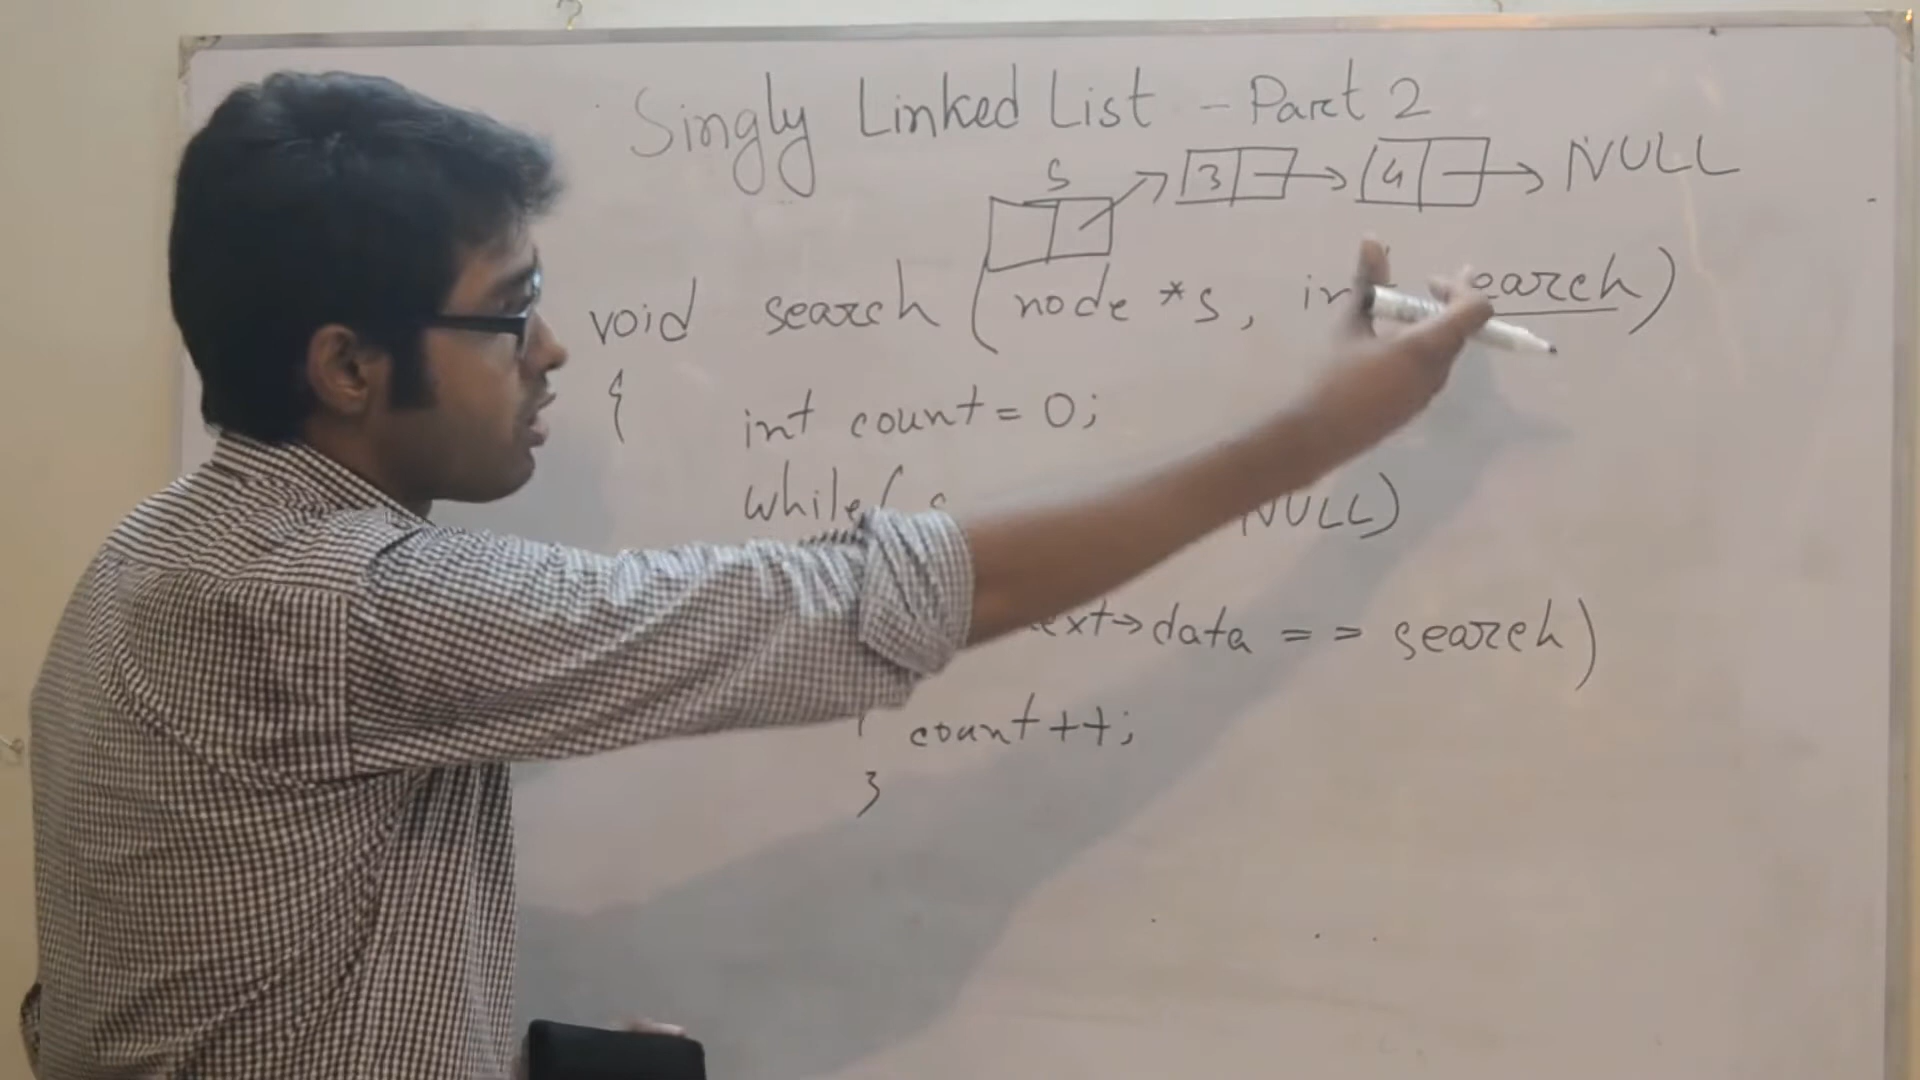 Singly Linked List - Part 2
S
3 4 NULL
void search (node *s, int search)
{ int count = 0;
while( s NULL)
→data == search)
{ count ++;
}